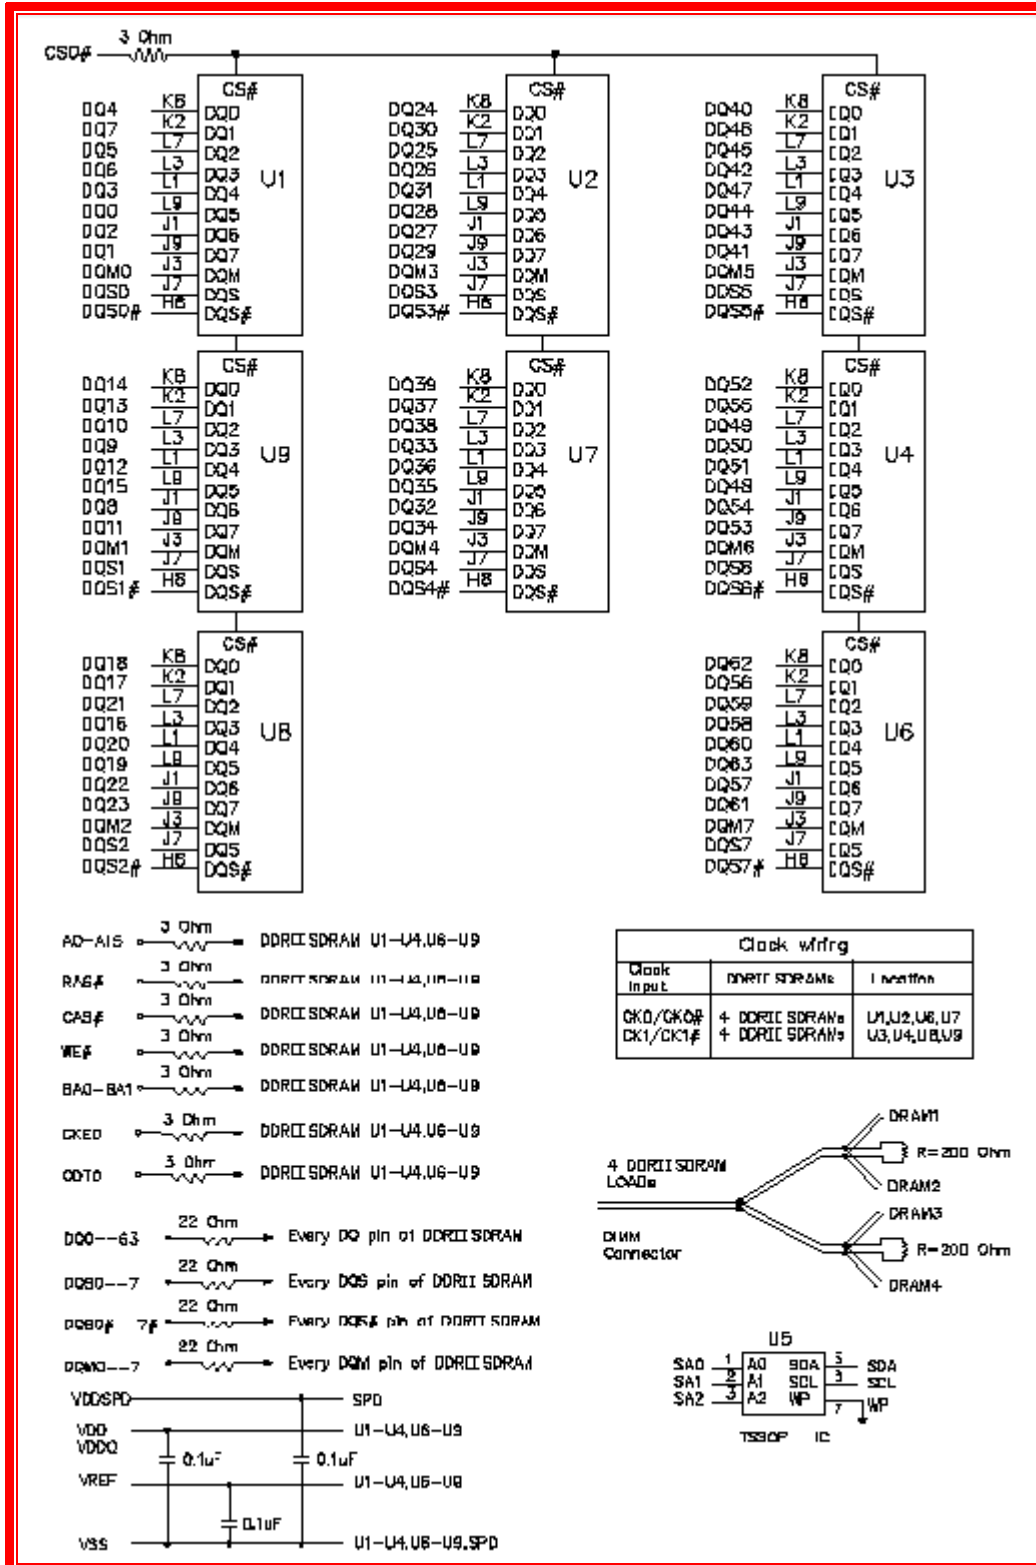 3 Ohm
CS0#
CS#
DQ4 K8 DQ0
DQ7 K2 DQ1
DQ5 L7 DQ2
DQ6 L3 DQ3
DQ3 L1 DQ4
DQ0 L9 DQ5
DQ2 J1 DQ6
DQ1 J9 DQ7
DQM0 J3 DQM
DQS0 J7 DQS
DQS0# H8 DQS#
U1
CS#
DQ24 K8 DQ0
DQ30 K2 DQ1
DQ25 L7 DQ2
DQ26 L3 DQ3
DQ31 L1 DQ4
DQ28 L9 DQ5
DQ27 J1 DQ6
DQ29 J9 DQ7
DQM3 J3 DQM
DQS3 J7 DQS
DQS3# H8 DQS#
U2
CS#
DQ40 K8 DQ0
DQ46 K2 DQ1
DQ45 L7 DQ2
DQ42 L3 DQ3
DQ47 L1 DQ4
DQ44 L9 DQ5
DQ43 J1 DQ6
DQ41 J9 DQ7
DQM5 J3 DQM
DQS5 J7 DQS
DQS5# H8 DQS#
U3
CS#
DQ14 K8 DQ0
DQ13 K2 DQ1
DQ10 L7 DQ2
DQ9 L3 DQ3
DQ12 L1 DQ4
DQ15 L9 DQ5
DQ8 J1 DQ6
DQ11 J9 DQ7
DQM1 J3 DQM
DQS1 J7 DQS
DQS1# H8 DQS#
U9
CS#
DQ39 K8 DQ0
DQ37 K2 DQ1
DQ38 L7 DQ2
DQ33 L3 DQ3
DQ36 L1 DQ4
DQ35 L9 DQ5
DQ32 J1 DQ6
DQ34 J9 DQ7
DQM4 J3 DQM
DQS4 J7 DQS
DQS4# H8 DQS#
U7
CS#
DQ52 K8 DQ0
DQ55 K2 DQ1
DQ49 L7 DQ2
DQ50 L3 DQ3
DQ51 L1 DQ4
DQ48 L9 DQ5
DQ54 J1 DQ6
DQ53 J9 DQ7
DQM6 J3 DQM
DQS6 J7 DQS
DQS6# H8 DQS#
U4
CS#
DQ18 K8 DQ0
DQ17 K2 DQ1
DQ21 L7 DQ2
DQ16 L3 DQ3
DQ20 L1 DQ4
DQ19 L9 DQ5
DQ22 J1 DQ6
DQ23 J9 DQ7
DQM2 J3 DQM
DQS2 J7 DQS
DQS2# H8 DQS#
U8
CS#
DQ62 K8 DQ0
DQ56 K2 DQ1
DQ59 L7 DQ2
DQ58 L3 DQ3
DQ60 L1 DQ4
DQ63 L9 DQ5
DQ57 J1 DQ6
DQ61 J9 DQ7
DQM7 J3 DQM
DQS7 J7 DQS
DQS7# H8 DQS#
U6
A0-A15 3 Ohm DDRII SDRAM U1-U4,U6-U9
RAS# 3 Ohm DDRII SDRAM U1-U4,U6-U9
CAS# 3 Ohm DDRII SDRAM U1-U4,U6-U9
WE# 3 Ohm DDRII SDRAM U1-U4,U6-U9
BA0-BA1 3 Ohm DDRII SDRAM U1-U4,U6-U9
CKE0 3 Ohm DDRII SDRAM U1-U4,U6-U9
ODT0 3 Ohm DDRII SDRAM U1-U4,U6-U9
DQ0--63 22 Ohm Every DQ pin of DDRII SDRAM
DQS0--7 22 Ohm Every DQS pin of DDRII SDRAM
DQS0# 7# 22 Ohm Every DQS# pin of DDRII SDRAM
DQM0--7 22 Ohm Every DQM pin of DDRII SDRAM
VDDSPD SPD
VDD U1-U4,U6-U9
VDDQ
0.1uF 0.1uF
VREF U1-U4,U6-U9
0.1uF
VSS U1-U4,U6-U9,SPD
Clock wiring
Clock Input DDRII SDRAMs Location
CK0/CK0# 4 DDRII SDRAMs U1,U2,U6,U7
CK1/CK1# 4 DDRII SDRAMs U3,U4,U8,U9
DRAM1
R=200 Ohm
4 DDRII SDRAM
LOADs
DRAM2
DRAM3
DIMM
Connector
R=200 Ohm
DRAM4
U5
SA0 1 A0 SDA 5 SDA
SA1 2 A1 SCL SCL
SA2 3 A2 WP 7 WP
IC